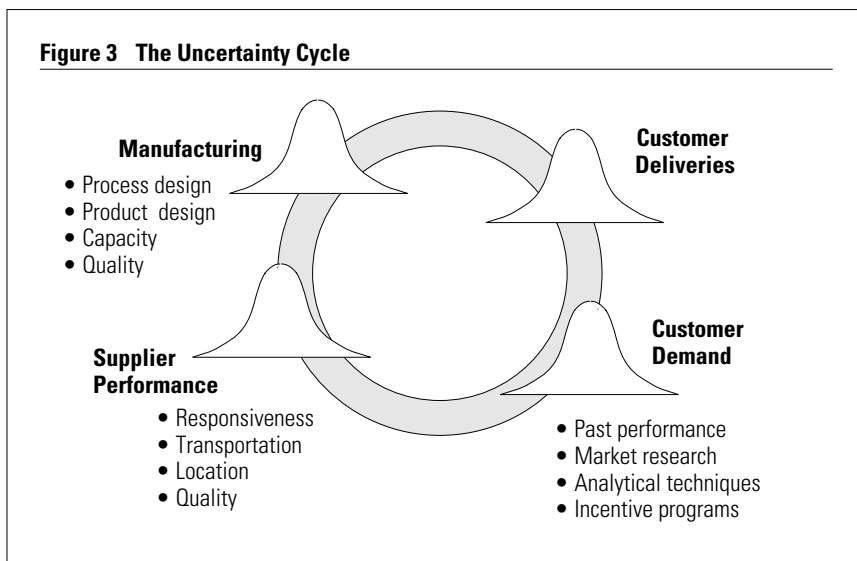 Figure 3 The Uncertainty Cycle
Manufacturing
• Process design
• Product design
• Capacity
• Quality
Customer
Deliveries
Supplier
Performance
• Responsiveness
• Transportation
• Location
• Quality
Customer
Demand
• Past performance
• Market research
• Analytical techniques
• Incentive programs